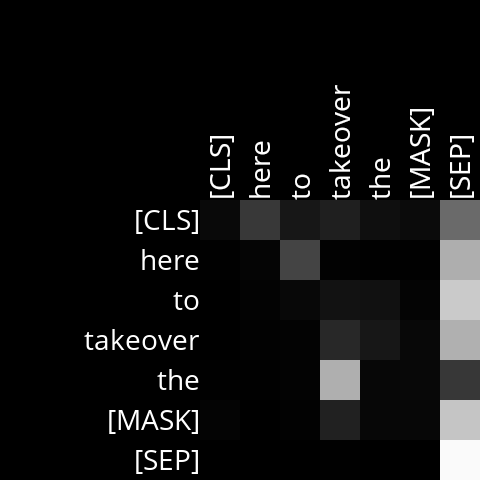 [CLS]
here
to
takeover
the
[MASK]
[SEP]
[CLS]
here
to
takeover
the
[MASK]
[SEP]